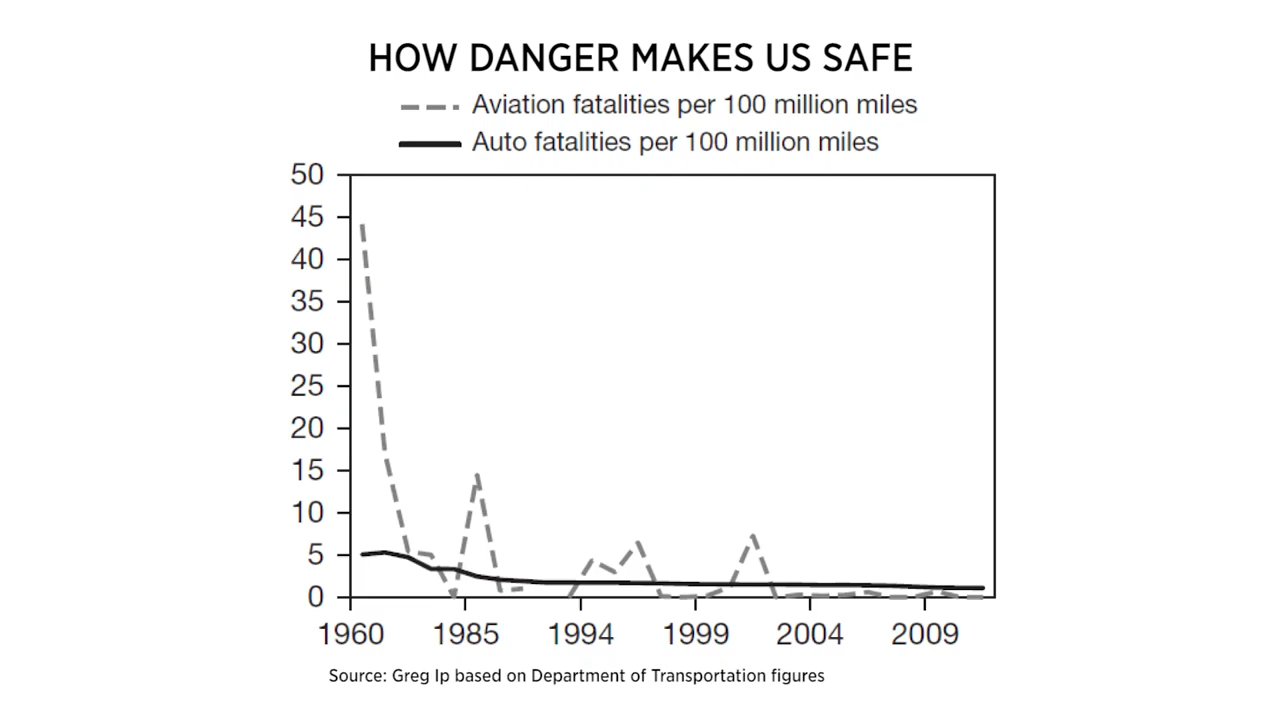 HOW DANGER MAKES US SAFE
Aviation fatalities per 100 million miles
Auto fatalities per 100 million miles
50
45
40
35
30
25
20
15
10
5
0
1960 1985 1994 1999 2004 2009
Source: Greg Ip based on Department of Transportation figures